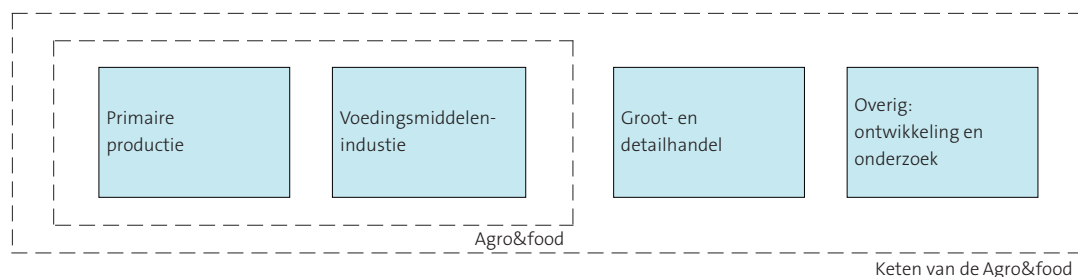 Primaire
productie
Voedingsmiddelen-
industie
Groot- en
detailhandel
Overig:
ontwikkeling en
onderzoek
Agro&food
Keten van de Agro&food